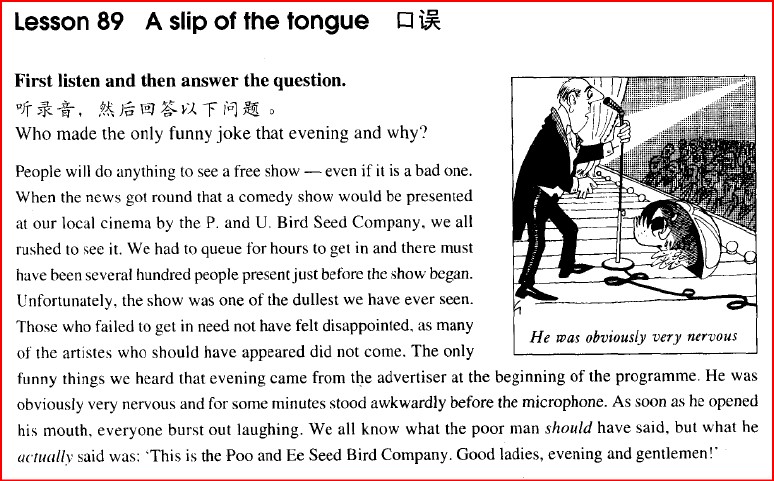 Lesson 89 A slip of the tongue 口误
First listen and then answer the question.
听录音，然后回答以下问题。
Who made the only funny joke that evening and why?
People will do anything to see a free show — even if it is a bad one.
When the news got round that a comedy show would be presented
at our local cinema by the P. and U. Bird Seed Company, we all
rushed to see it. We had to queue for hours to get in and there must
have been several hundred people present just before the show began.
Unfortunately, the show was one of the dullest we have ever seen.
Those who failed to get in need not have felt disappointed, as many
of the artistes who should have appeared did not come. The only
funny things we heard that evening came from the advertiser at the beginning of the programme. He was
obviously very nervous and for some minutes stood awkwardly before the microphone. As soon as he opened
his mouth, everyone burst out laughing. We all know what the poor man should have said, but what he
actually said was: 'This is the Poo and Ee Seed Bird Company. Good ladies, evening and gentlemen!'
He was obviously very nervous